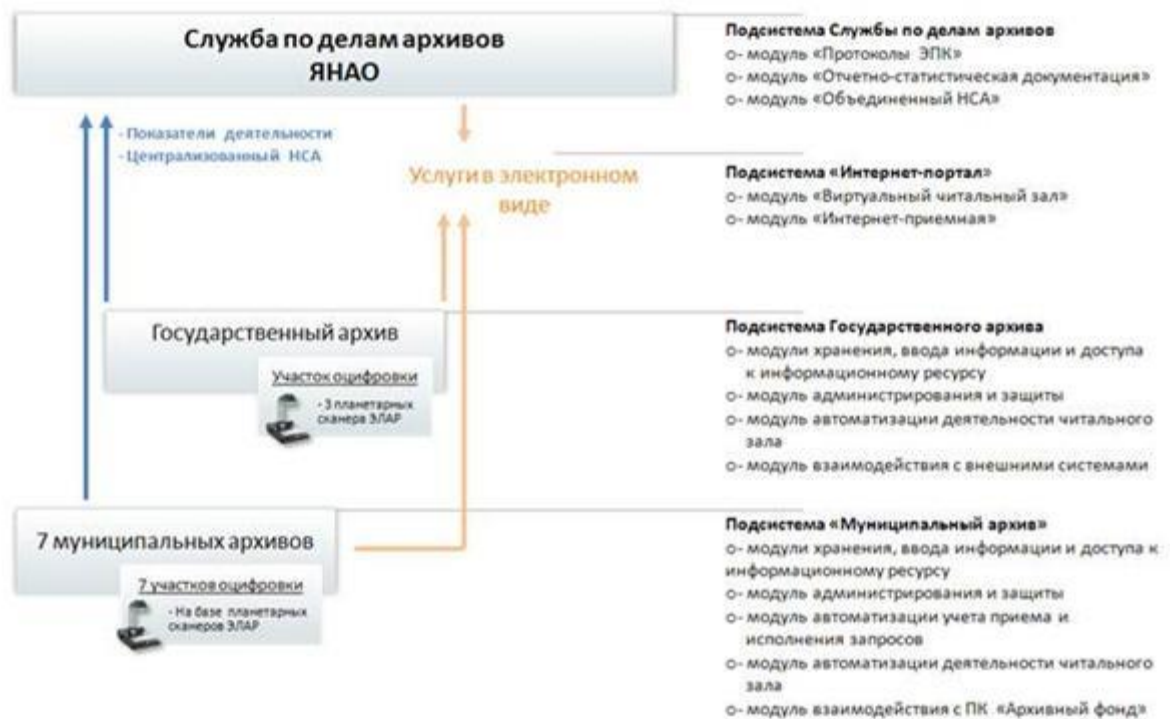 Служба по делам архивов
ЯНАО
- Показатели деятельности
- Централизованный НСА
Услуги в электронном
виде
Государственный архив
Участок оцифровки
- 3 планетарных
сканера ЭЛАР
7 муниципальных архивов
7 участков оцифровки
- На базе планетарных
сканеров ЭЛАР
Подсистема Службы по делам архивов
о- модуль «Протоколы ЭПК»
о- модуль «Отчетно-статистическая документация»
о- модуль «Объединенный НСА»
Подсистема «Интернет-портал»
о- модуль «Виртуальный читальный зал»
о- модуль «Интернет-приемная»
Подсистема Государственного архива
о- модули хранения, ввода информации и доступа
к информационному ресурсу
о- модуль администрирования и защиты
о- модуль автоматизации деятельности читального
зала
о- модуль взаимодействия с внешними системами
Подсистема «Муниципальный архив»
о- модули хранения, ввода информации и доступа к
информационному ресурсу
о- модуль администрирования и защиты
о- модуль автоматизации учета приема и
исполнения запросов
о- модуль автоматизации деятельности читального
зала
о- модуль взаимодействия с ПК «Архивный фонд»